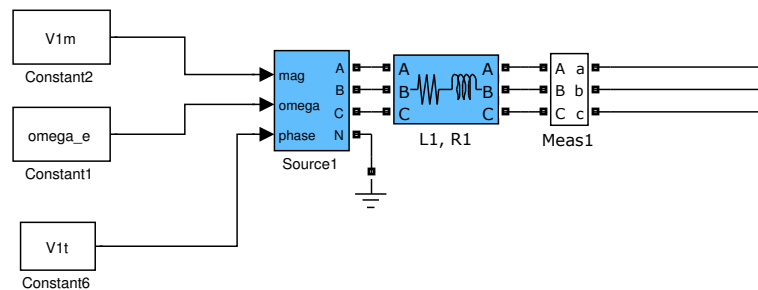 V1m
Constant2
omega_e
Constant1
V1t
Constant6
mag
omega
phase
A
B
C
N
Source1
A A
B B
C C
L1, R1
A a
B b
C c
Meas1